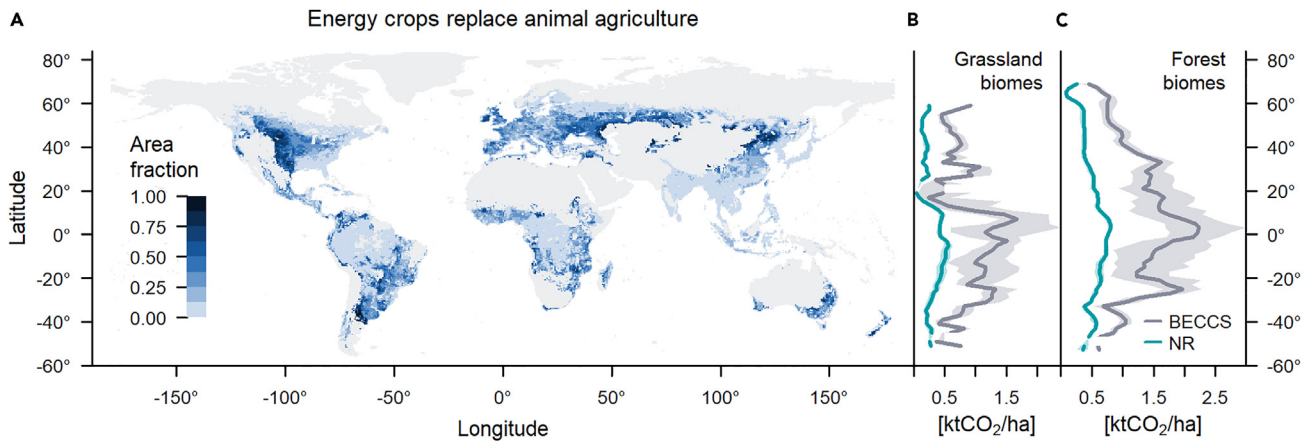 A
Energy crops replace animal agriculture
B
C
80°
60°
40°
20°
0°
-20°
-40°
-60°
Latitude
Area
fraction
1.00
0.75
0.50
0.25
0.00
-150°
-100°
-50°
0°
50°
100°
150°
Longitude
Grassland
biomes
0.5
1.5
[ktCO₂/ha]
Forest
biomes
BECCS
NR
0.5
1.5
2.5
[ktCO₂/ha]
80°
60°
40°
20°
0°
-20°
-40°
-60°